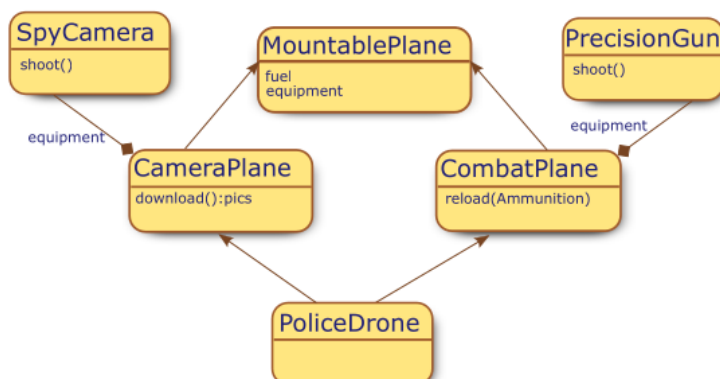 SpyCamera
shoot()
MountablePlane
fuel
equipment
PrecisionGun
shoot()
equipment
equipment
CameraPlane
download():pics
CombatPlane
reload(Ammunition)
PoliceDrone